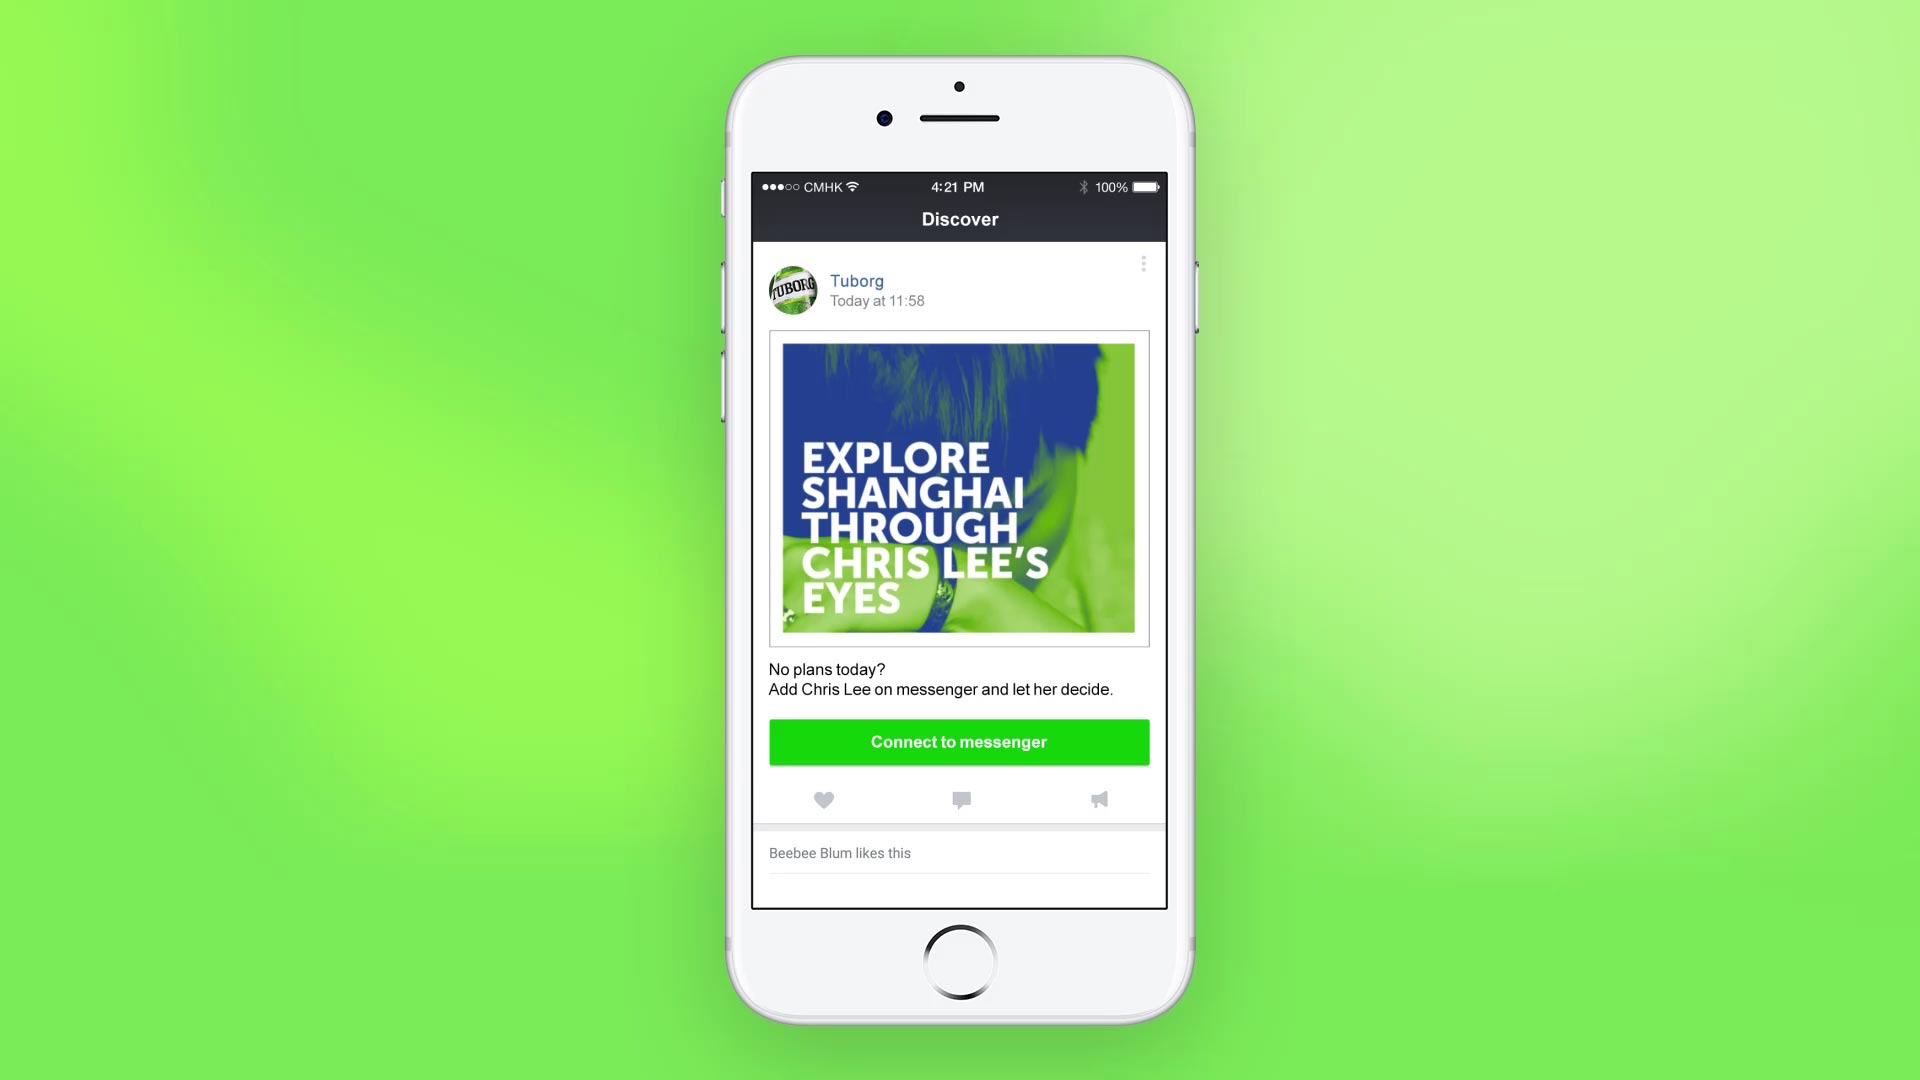 CMHK
4:21 PM
100%
Discover
TUBORG
Tuborg
Today at 11:58
EXPLORE
SHANGHAI
THROUGH
CHRIS LEE'S
EYES
No plans today?
Add Chris Lee on messenger and let her decide.
Connect to messenger
Beebee Blum likes this